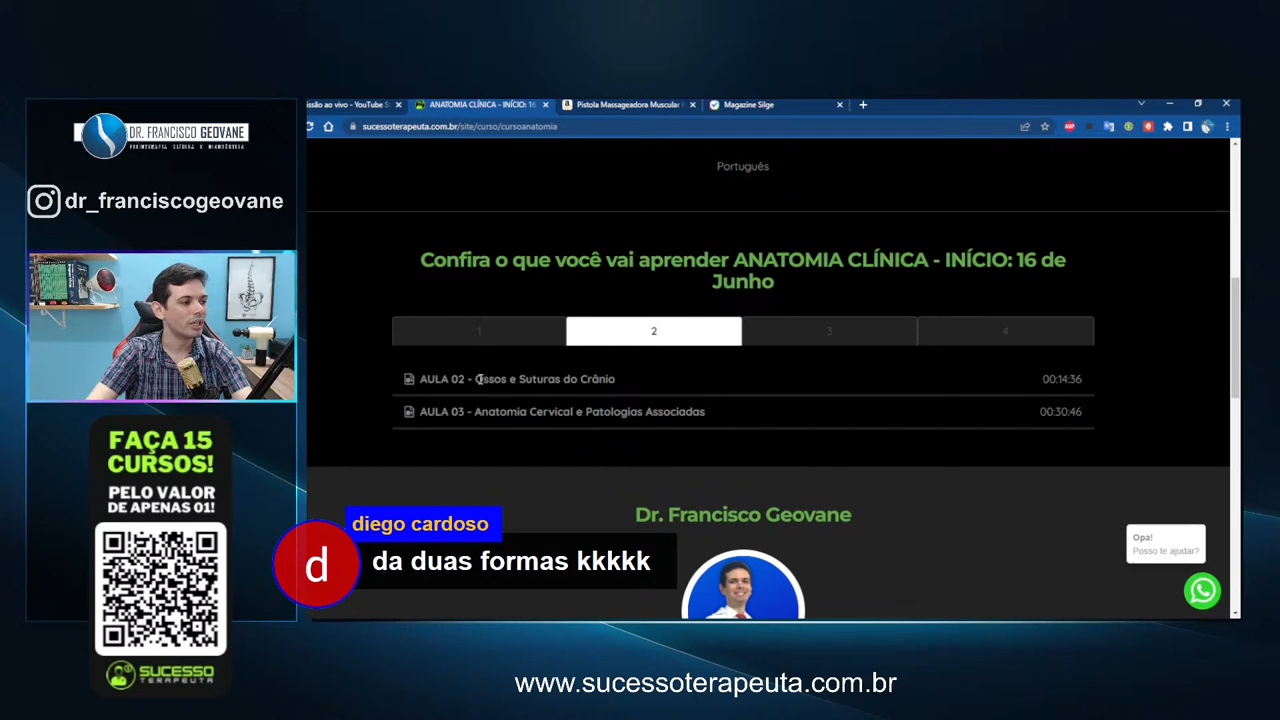 DR. FRANCISCO GEOVANE
dr_franciscogeovane
FAÇA 15
CURSOS!
PELO VALOR
DE APENAS 01!
SUCESSO
TERAPEUTA
ssão ao vivo - YouTube S
ANATOMIA CLÍNICA - INÍCIO: 16
Pistola Massageadora Muscular
Magazine Silge
sucessoterapeuta.com.br/site/curso/cursoanatomia
Português
Confira o que você vai aprender ANATOMIA CLÍNICA - INÍCIO: 16 de
Junho
1 2 3 4
AULA 02 - Ossos e Suturas do Crânio 00:14:36
AULA 03 - Anatomia Cervical e Patologias Associadas 00:30:46
Dr. Francisco Geovane
Opa!
Posso te ajudar?
diego cardoso
d
da duas formas kkkkk
www.sucessoterapeuta.com.br